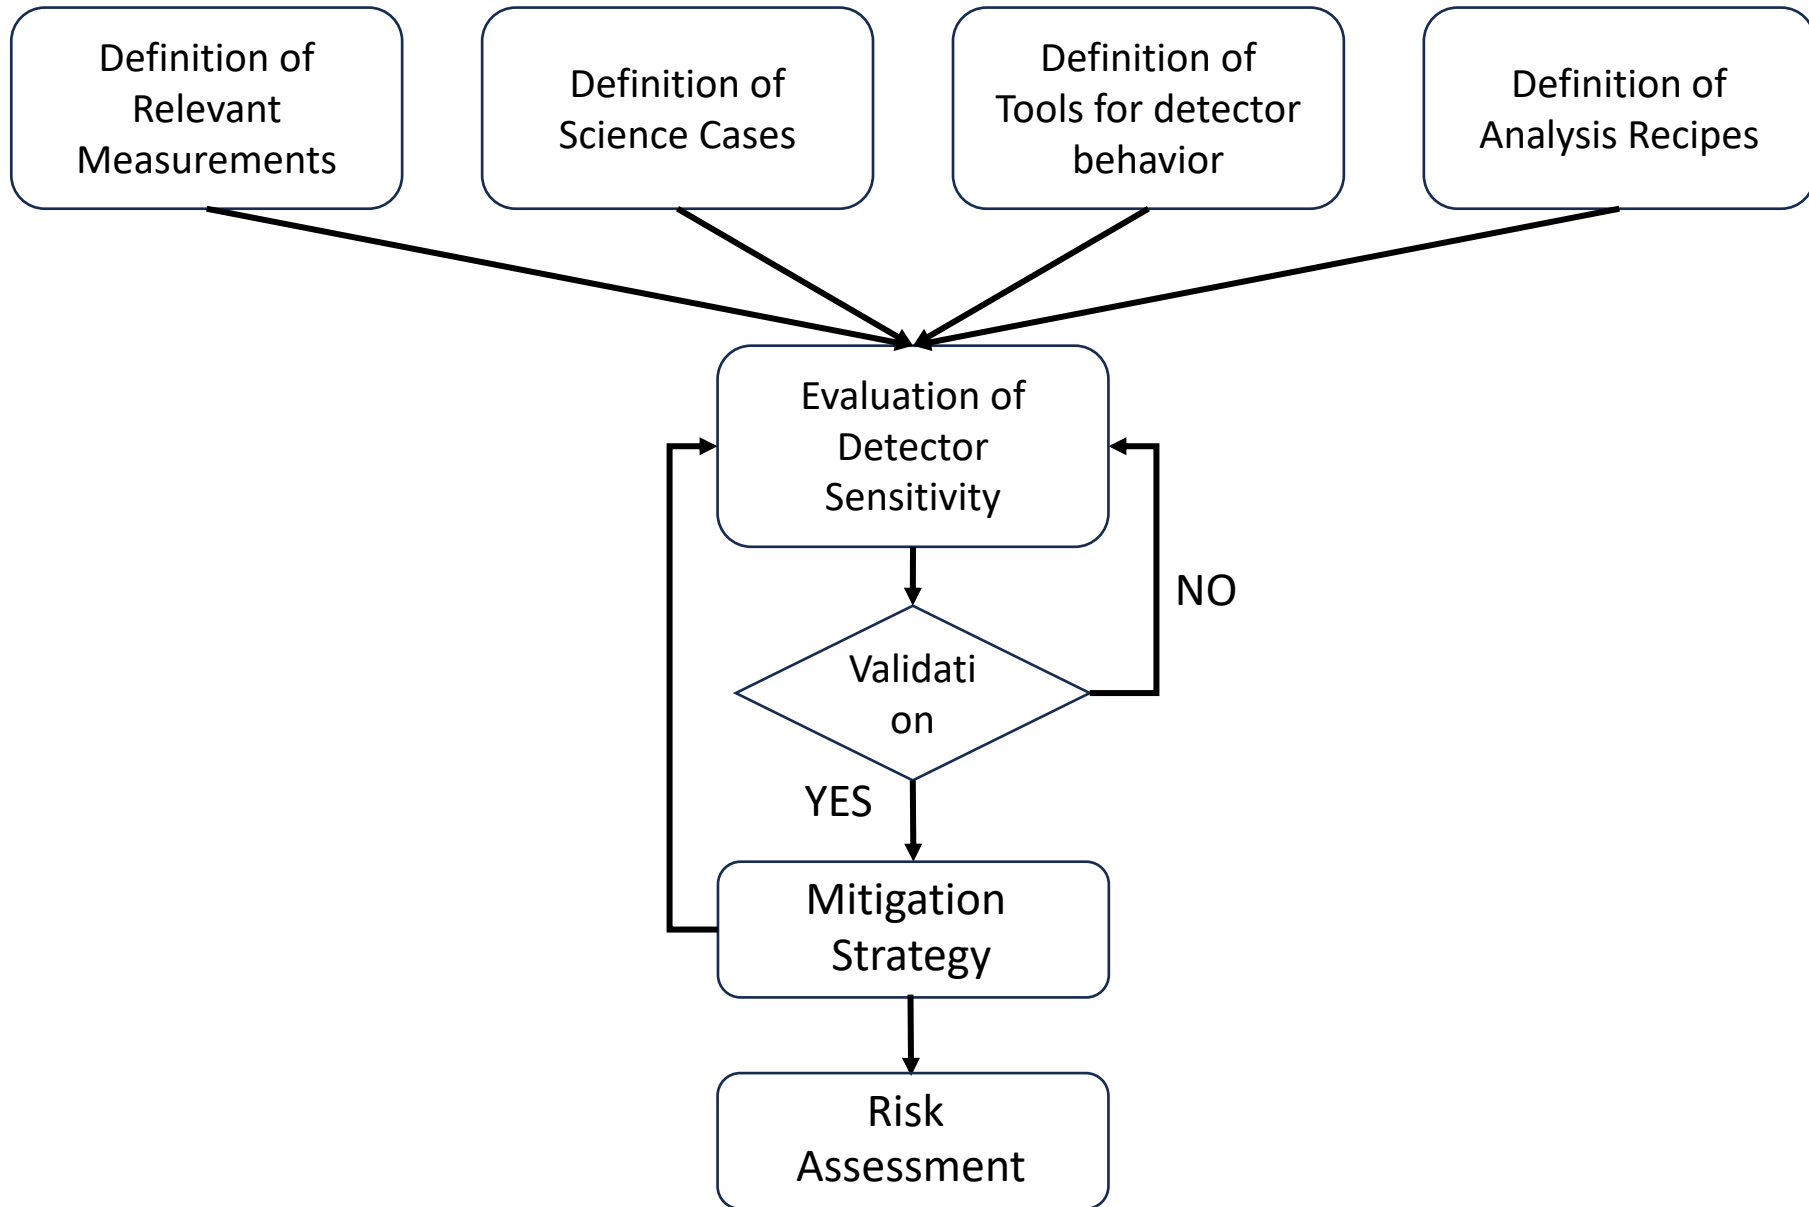 Definition of
Relevant
Measurements
Definition of
Science Cases
Definition of
Tools for detector
behavior
Definition of
Analysis Recipes
Evaluation of
Detector
Sensitivity
NO
Validati
on
YES
Mitigation
Strategy
Risk
Assessment